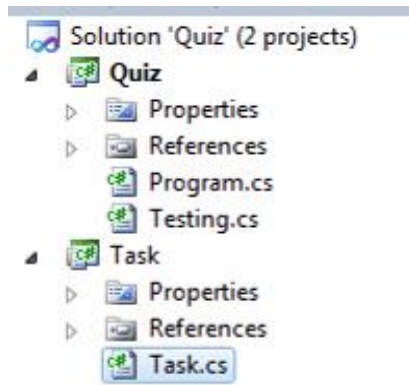 Solution 'Quiz' (2 projects)
C# Quiz
Properties
References
C# Program.cs
C# Testing.cs
C# Task
Properties
References
C# Task.cs